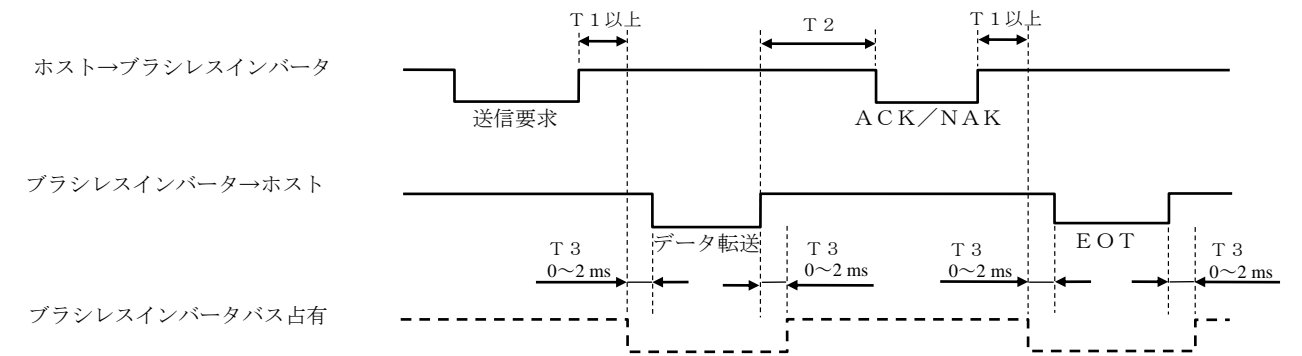 Ｔ１以上
Ｔ２
Ｔ１以上
ホスト→ブラシレスインバータ
送信要求
ＡＣＫ／ＮＡＫ
ブラシレスインバータ→ホスト
データ転送
ＥＯＴ
Ｔ３
0～2 ms
Ｔ３
0～2 ms
Ｔ３
0～2 ms
Ｔ３
0～2 ms
ブラシレスインバータバス占有